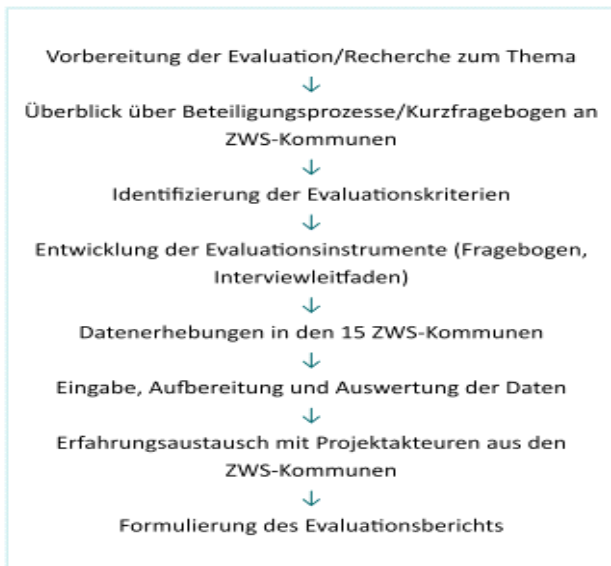 Vorbereitung der Evaluation/Recherche zum Thema
↓
Überblick über Beteiligungsprozesse/Kurzfragebogen an
ZWS-Kommunen
↓
Identifizierung der Evaluationskriterien
↓
Entwicklung der Evaluationsinstrumente (Fragebogen,
Interviewleitfaden)
↓
Datenerhebungen in den 15 ZWS-Kommunen
↓
Eingabe, Aufbereitung und Auswertung der Daten
↓
Erfahrungsaustausch mit Projektakteuren aus den
ZWS-Kommunen
↓
Formulierung des Evaluationsberichts